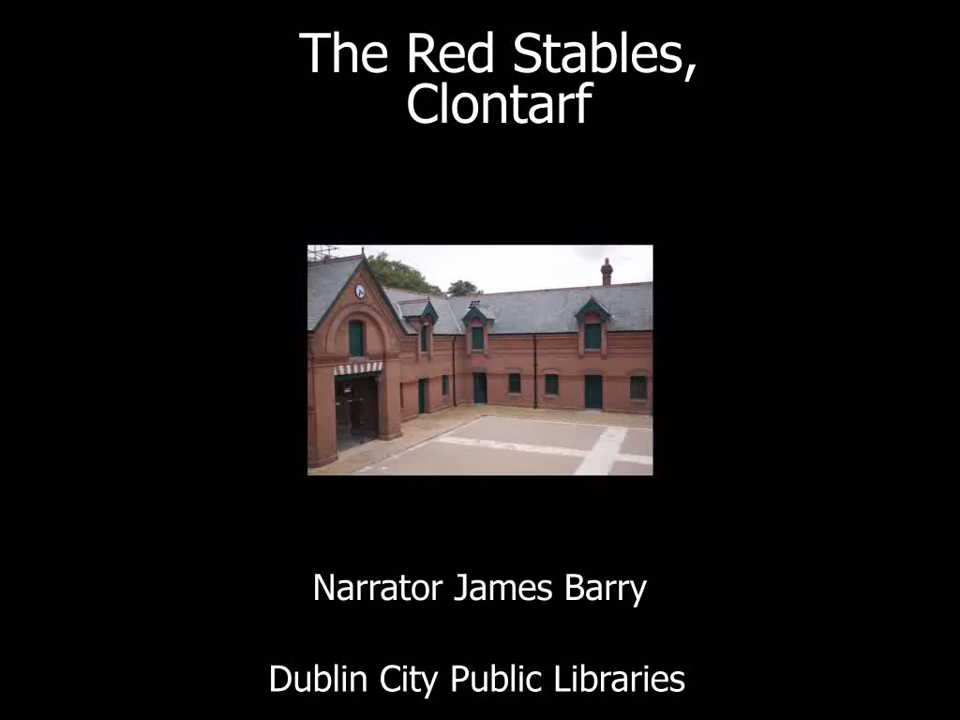 The Red Stables,
Clontarf
Narrator James Barry
Dublin City Public Libraries